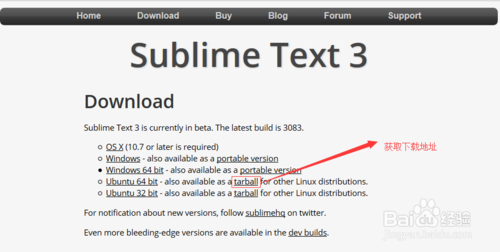 Home Download Buy Blog Forum Support
Sublime Text 3
Download
Sublime Text 3 is currently in beta. The latest build is 3083.
OS X (10.7 or later is required)
Windows - also available as a portable version
Windows 64 bit - also available as a portable version
Ubuntu 64 bit - also available as a tarball for other Linux distributions.
Ubuntu 32 bit - also available as a tarball for other Linux distributions.
获取下载地址
For notification about new versions, follow sublimehq on twitter.
Even more bleeding-edge versions are available in the dev builds.
Bai 经验
jingyan.baidu.com